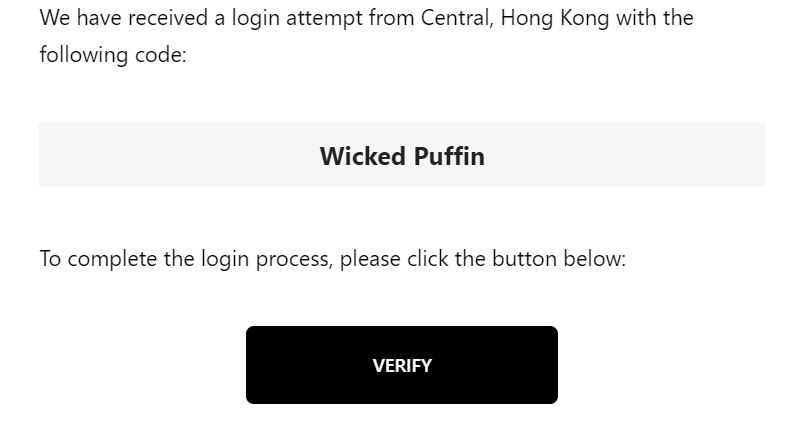 We have received a login attempt from Central, Hong Kong with the
following code:
Wicked Puffin
To complete the login process, please click the button below:
VERIFY